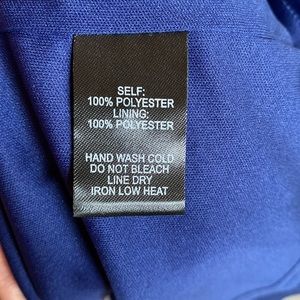 SELF:
100% POLYESTER
LINING:
100% POLYESTER
HAND WASH COLD
DO NOT BLEACH
LINE DRY
IRON LOW HEAT